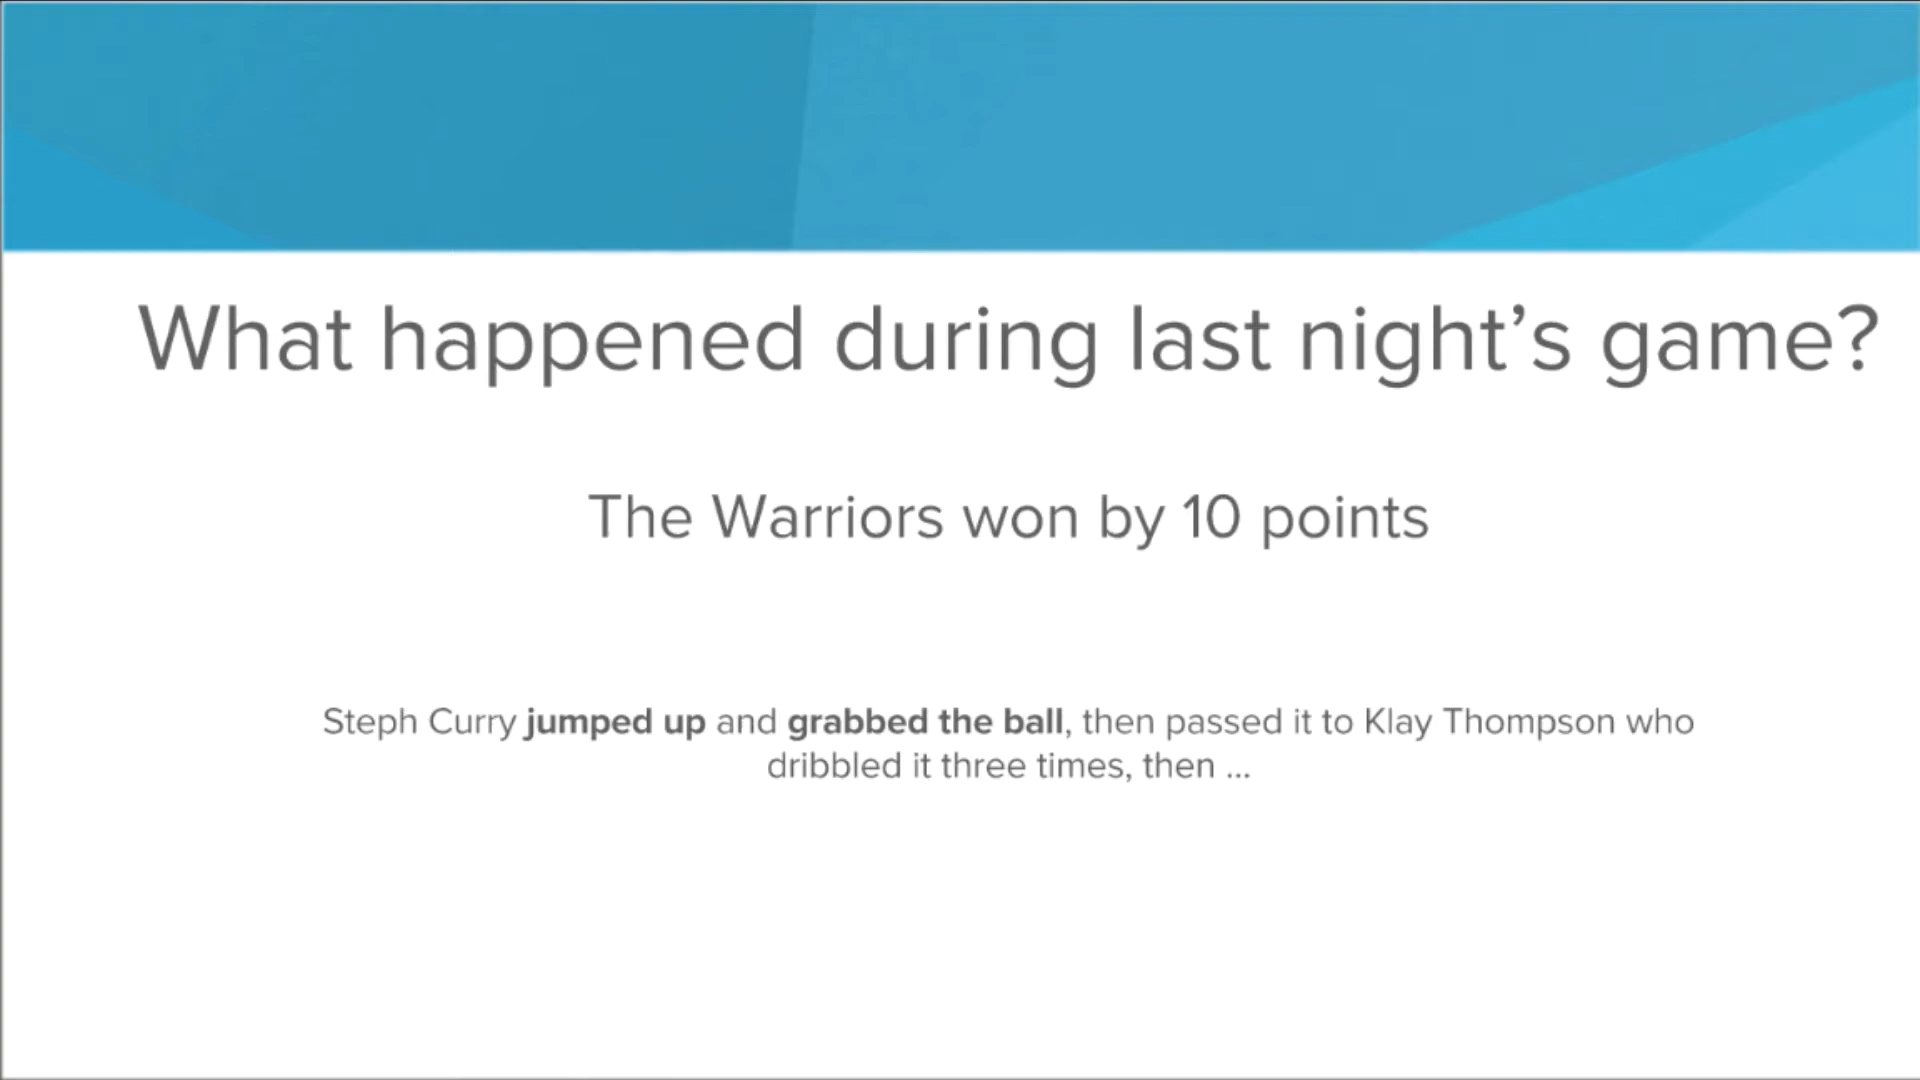 What happened during last night’s game?
The Warriors won by 10 points
Steph Curry jumped up and grabbed the ball, then passed it to Klay Thompson who
dribbled it three times, then ...